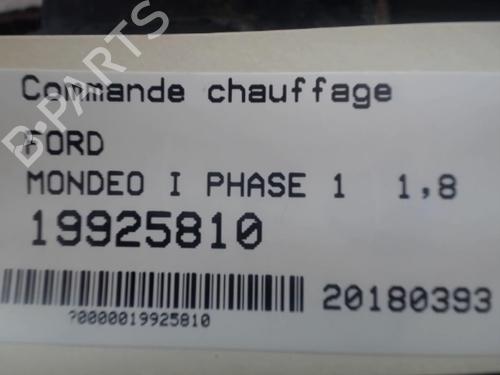 B-PARTS
Commande chauffage
FORD
MONDEO I PHASE 1 1,8
19925810
20180393
?0000019925810